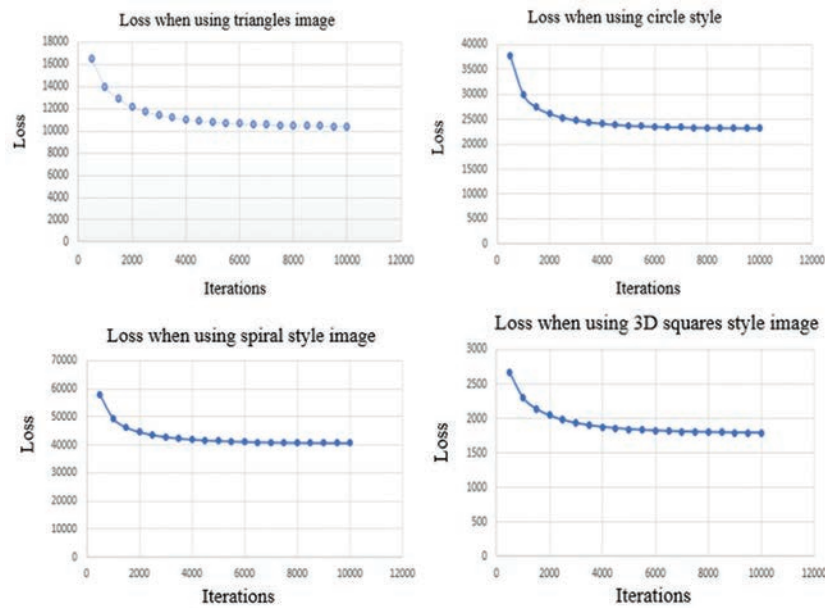 Loss when using triangles image
18000
16000
14000
12000
10000
8000
6000
4000
2000
0
Loss
0 2000 4000 6000 8000 10000 12000
Iterations
Loss when using circle style
40000
35000
30000
25000
20000
15000
10000
5000
0
Loss
0 2000 4000 6000 8000 10000 12000
Iterations
Loss when using spiral style image
70000
60000
50000
40000
30000
20000
10000
0
Loss
0 2000 4000 6000 8000 10000 12000
Iterations
Loss when using 3D squares style image
3000
2500
2000
1500
1000
500
0
Loss
0 2000 4000 6000 8000 10000 12000
Iterations